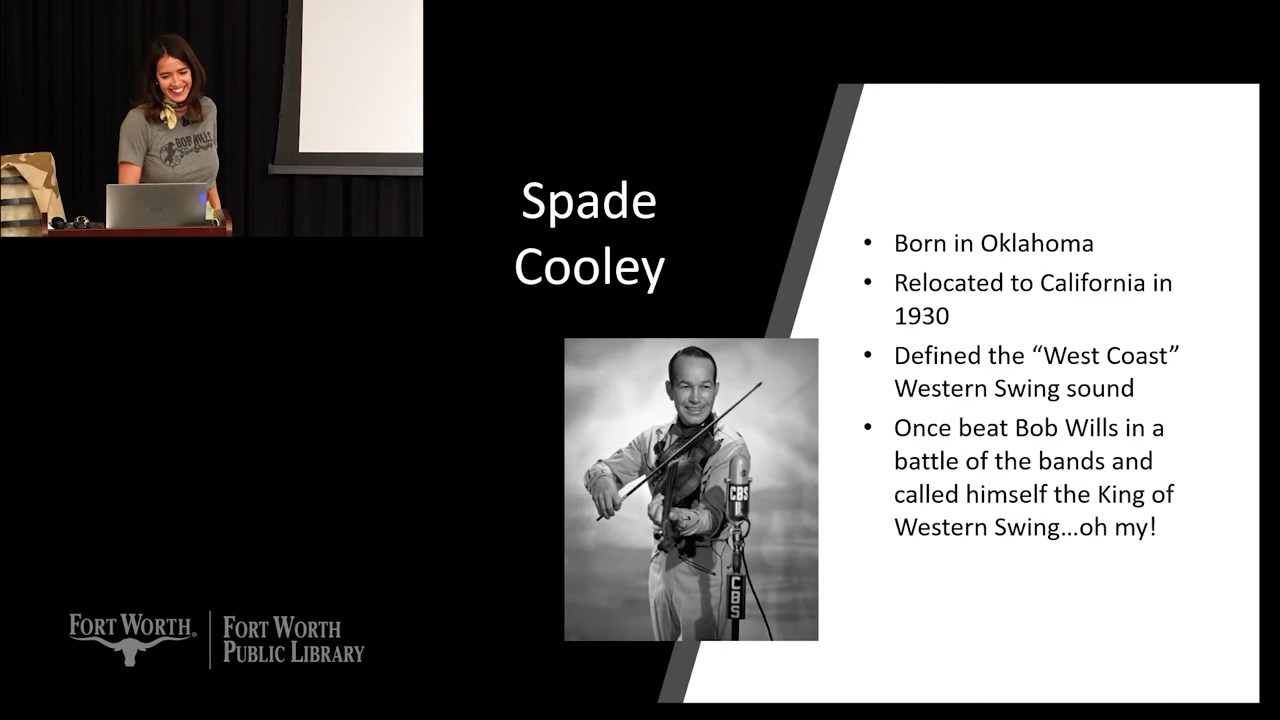 BOB WILLS
Spade
Cooley
• Born in Oklahoma
• Relocated to California in
1930
• Defined the “West Coast”
Western Swing sound
• Once beat Bob Wills in a
battle of the bands and
called himself the King of
Western Swing...oh my!
CBS
CBS
FORT WORTH®
FORT WORTH
PUBLIC LIBRARY